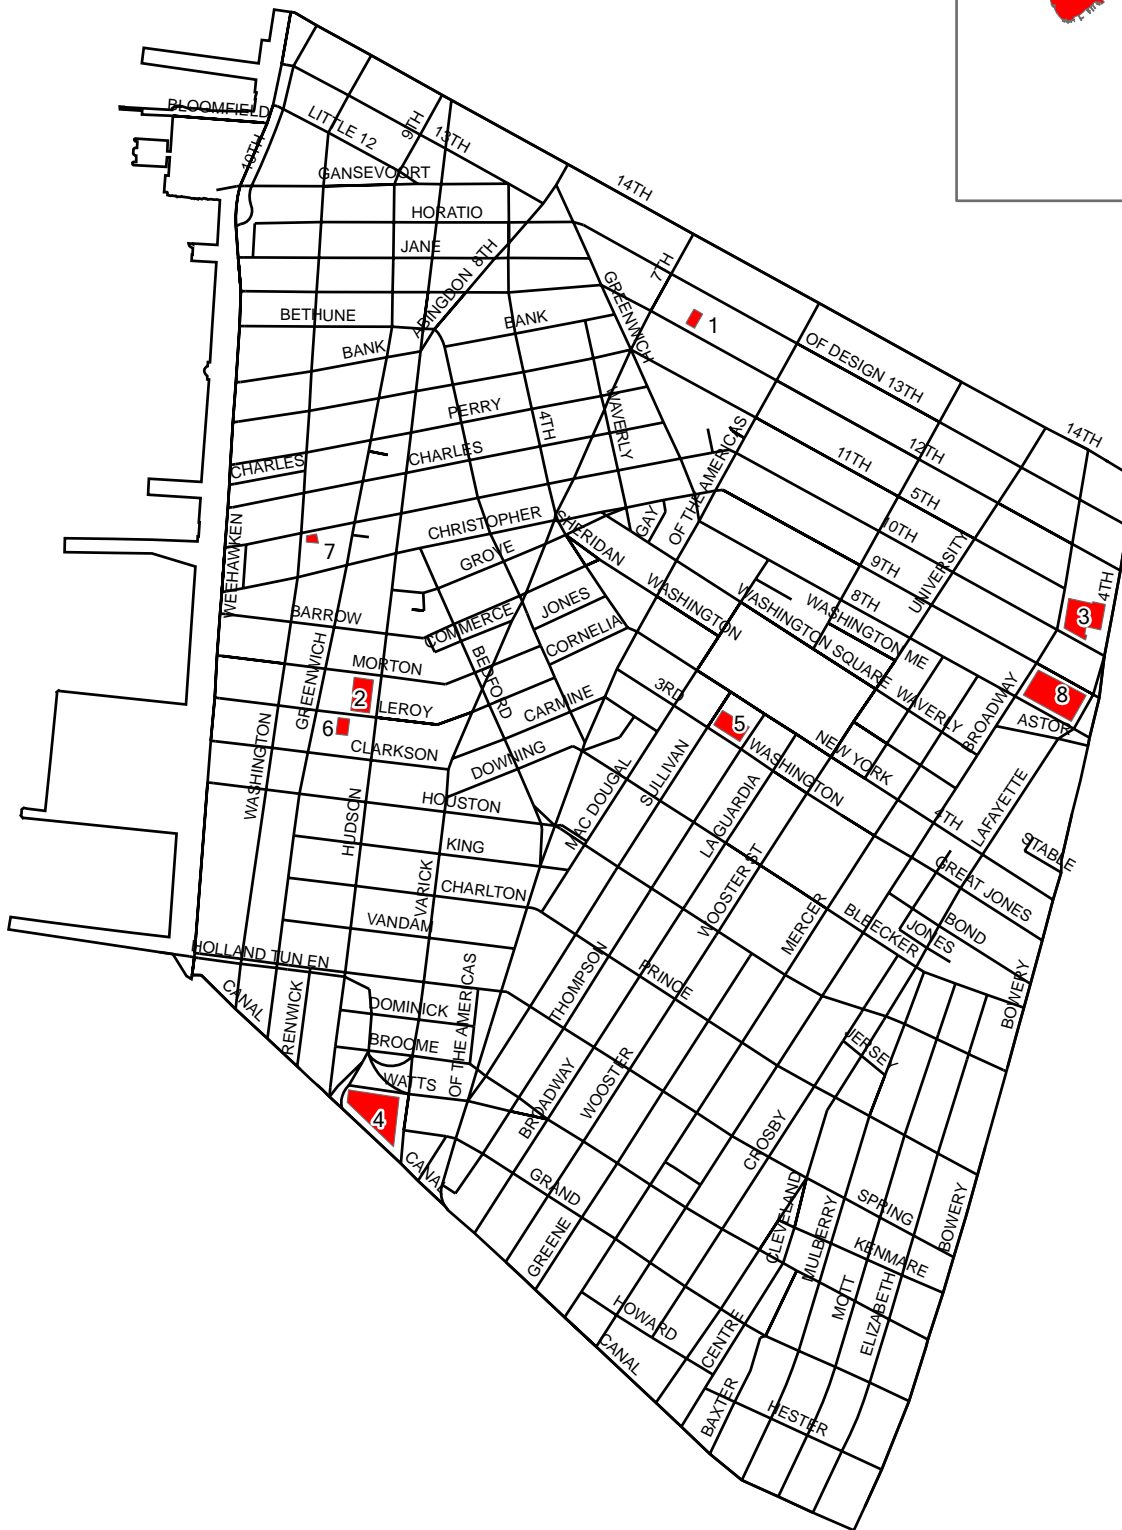 BLOOMFIELD
10TH
LITTLE 12
9TH
13TH
14TH
GANSEVOORT
HORATIO
JANE
ABINGDON 8TH
7TH
GREENWICH
BETHUNE
BANK
BANK
1
OF DESIGN 13TH
14TH
PERRY
4TH
WAVERLY
12TH
11TH
5TH
10TH
9TH
8TH
CHARLES
CHARLES
OF THE AMERICAS
GAY
CHRISTOPHER
SHERIDAN
GROVE
WEEHAWKEN
7
UNIVERSITY
4TH
3
BARROW
COMMERCE
JONES
CORNELIA
WASHINGTON
WASHINGTON SQUARE
WASHINGTON ME
WAVERLY
MORTON
BEDFORD
GREENWICH
2
LEROY
CARMINE
3RD
8
BROADWAY
ASTOR
6
CLARKSON
DOWNING
5
WASHINGTON
NEW YORK
WASHINGTON
HOUSTON
HUDSON
MAC DOUGAL
SULLIVAN
LA GUARDIA
LAFAYETTE
4TH
STABLE
KING
CHARLTON
VARICK
WOOSTER ST
GREAT JONES
BOND
JONES
BLEECKER
MERCER
VANDAM
HOLLAND TUN EN
CANAL
RENWICK
DOMINICK
OF THE AMERICAS
THOMPSON
PRINCE
BOWERY
BROOME
JERSEY
WATTS
BROADWAY
WOOSTER
4
CANAL
CROSBY
GRAND
GREENE
CLEVELAND
MULBERRY
SPRING
BOWERY
KENMARE
MOTT
ELIZABETH
HOWARD
CANAL
CENTRE
BAXTER
HESTER